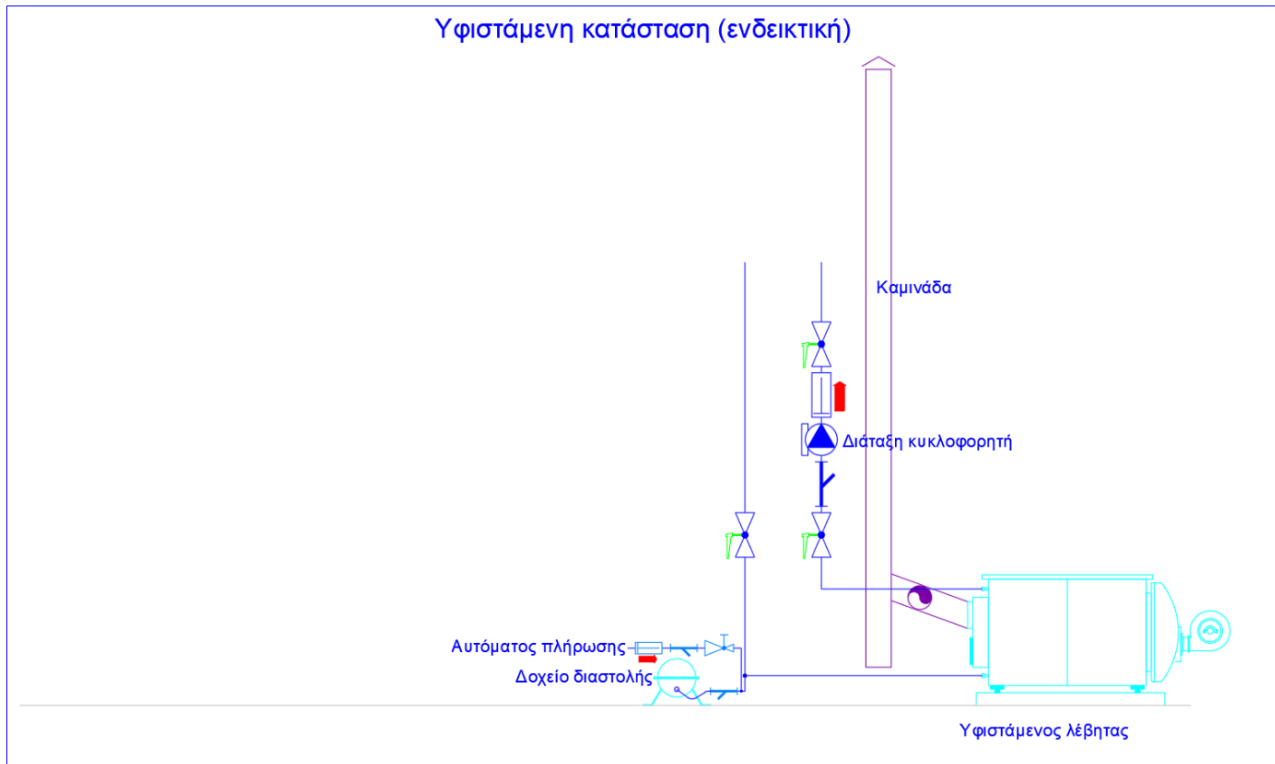 Υφιστάμενη κατάσταση (ενδεικτική)
Καμινάδα
Διάταξη κυκλοφορητή
Αυτόματος πλήρωσης
Δοχείο διαστολής
Υφιστάμενος λέβητας